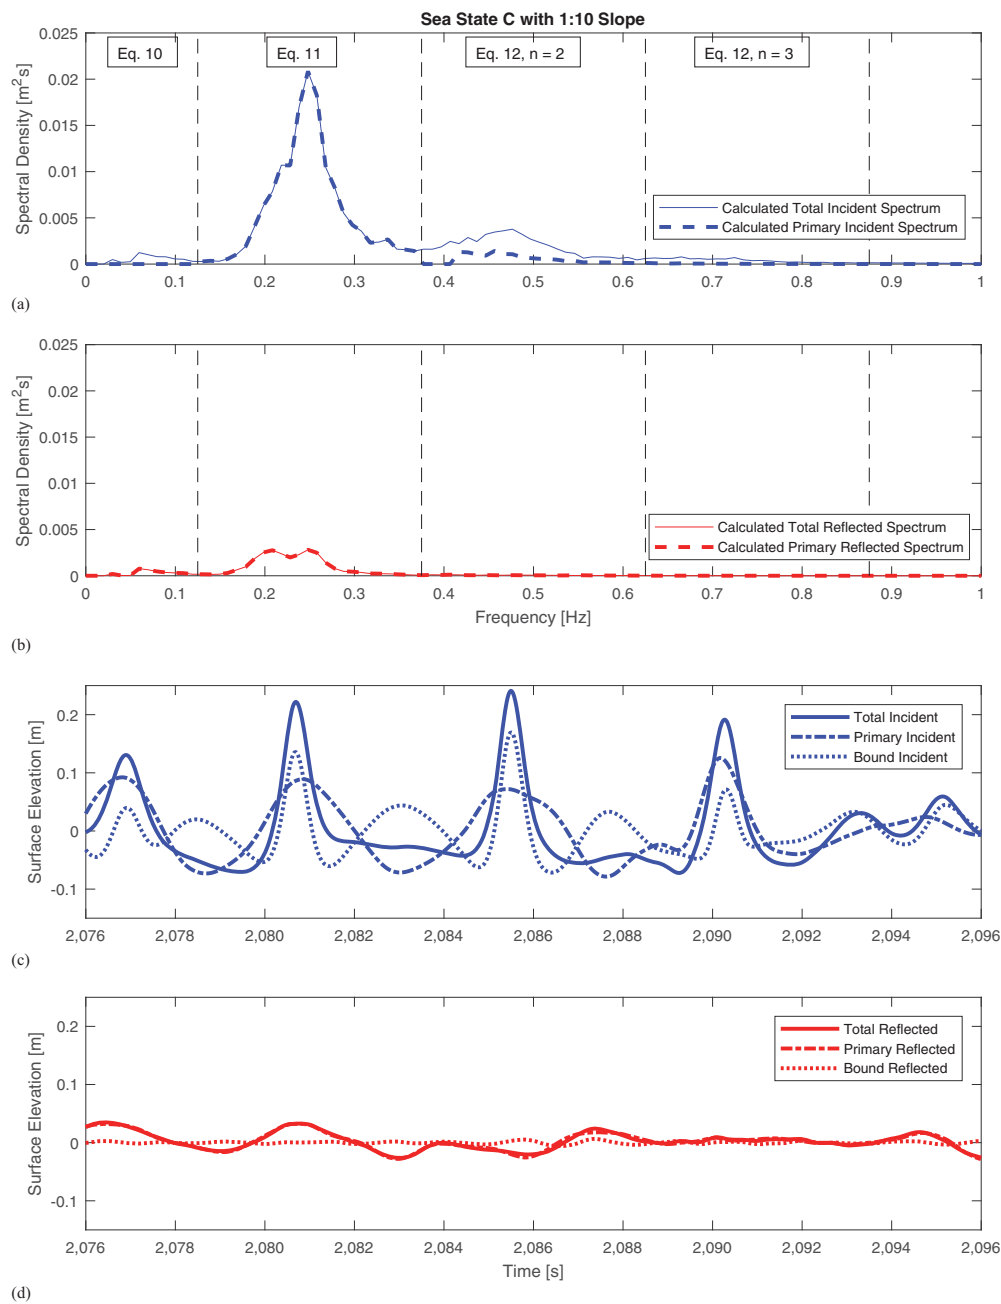 Sea State C with 1:10 Slope
Spectral Density [m²s]
0.025
0.02
0.015
0.01
0.005
0
Eq. 10
Eq. 11
Eq. 12, n = 2
Eq. 12, n = 3
Calculated Total Incident Spectrum
Calculated Primary Incident Spectrum
0 0.1 0.2 0.3 0.4 0.5 0.6 0.7 0.8 0.9 1
(a)
Spectral Density [m²s]
0.025
0.02
0.015
0.01
0.005
0
Calculated Total Reflected Spectrum
Calculated Primary Reflected Spectrum
0 0.1 0.2 0.3 0.4 0.5 0.6 0.7 0.8 0.9 1
Frequency [Hz]
(b)
Surface Elevation [m]
0.2
0.1
0
-0.1
Total Incident
Primary Incident
Bound Incident
2,076 2,078 2,080 2,082 2,084 2,086 2,088 2,090 2,092 2,094 2,096
(c)
Surface Elevation [m]
0.2
0.1
0
-0.1
Total Reflected
Primary Reflected
Bound Reflected
2,076 2,078 2,080 2,082 2,084 2,086 2,088 2,090 2,092 2,094 2,096
Time [s]
(d)